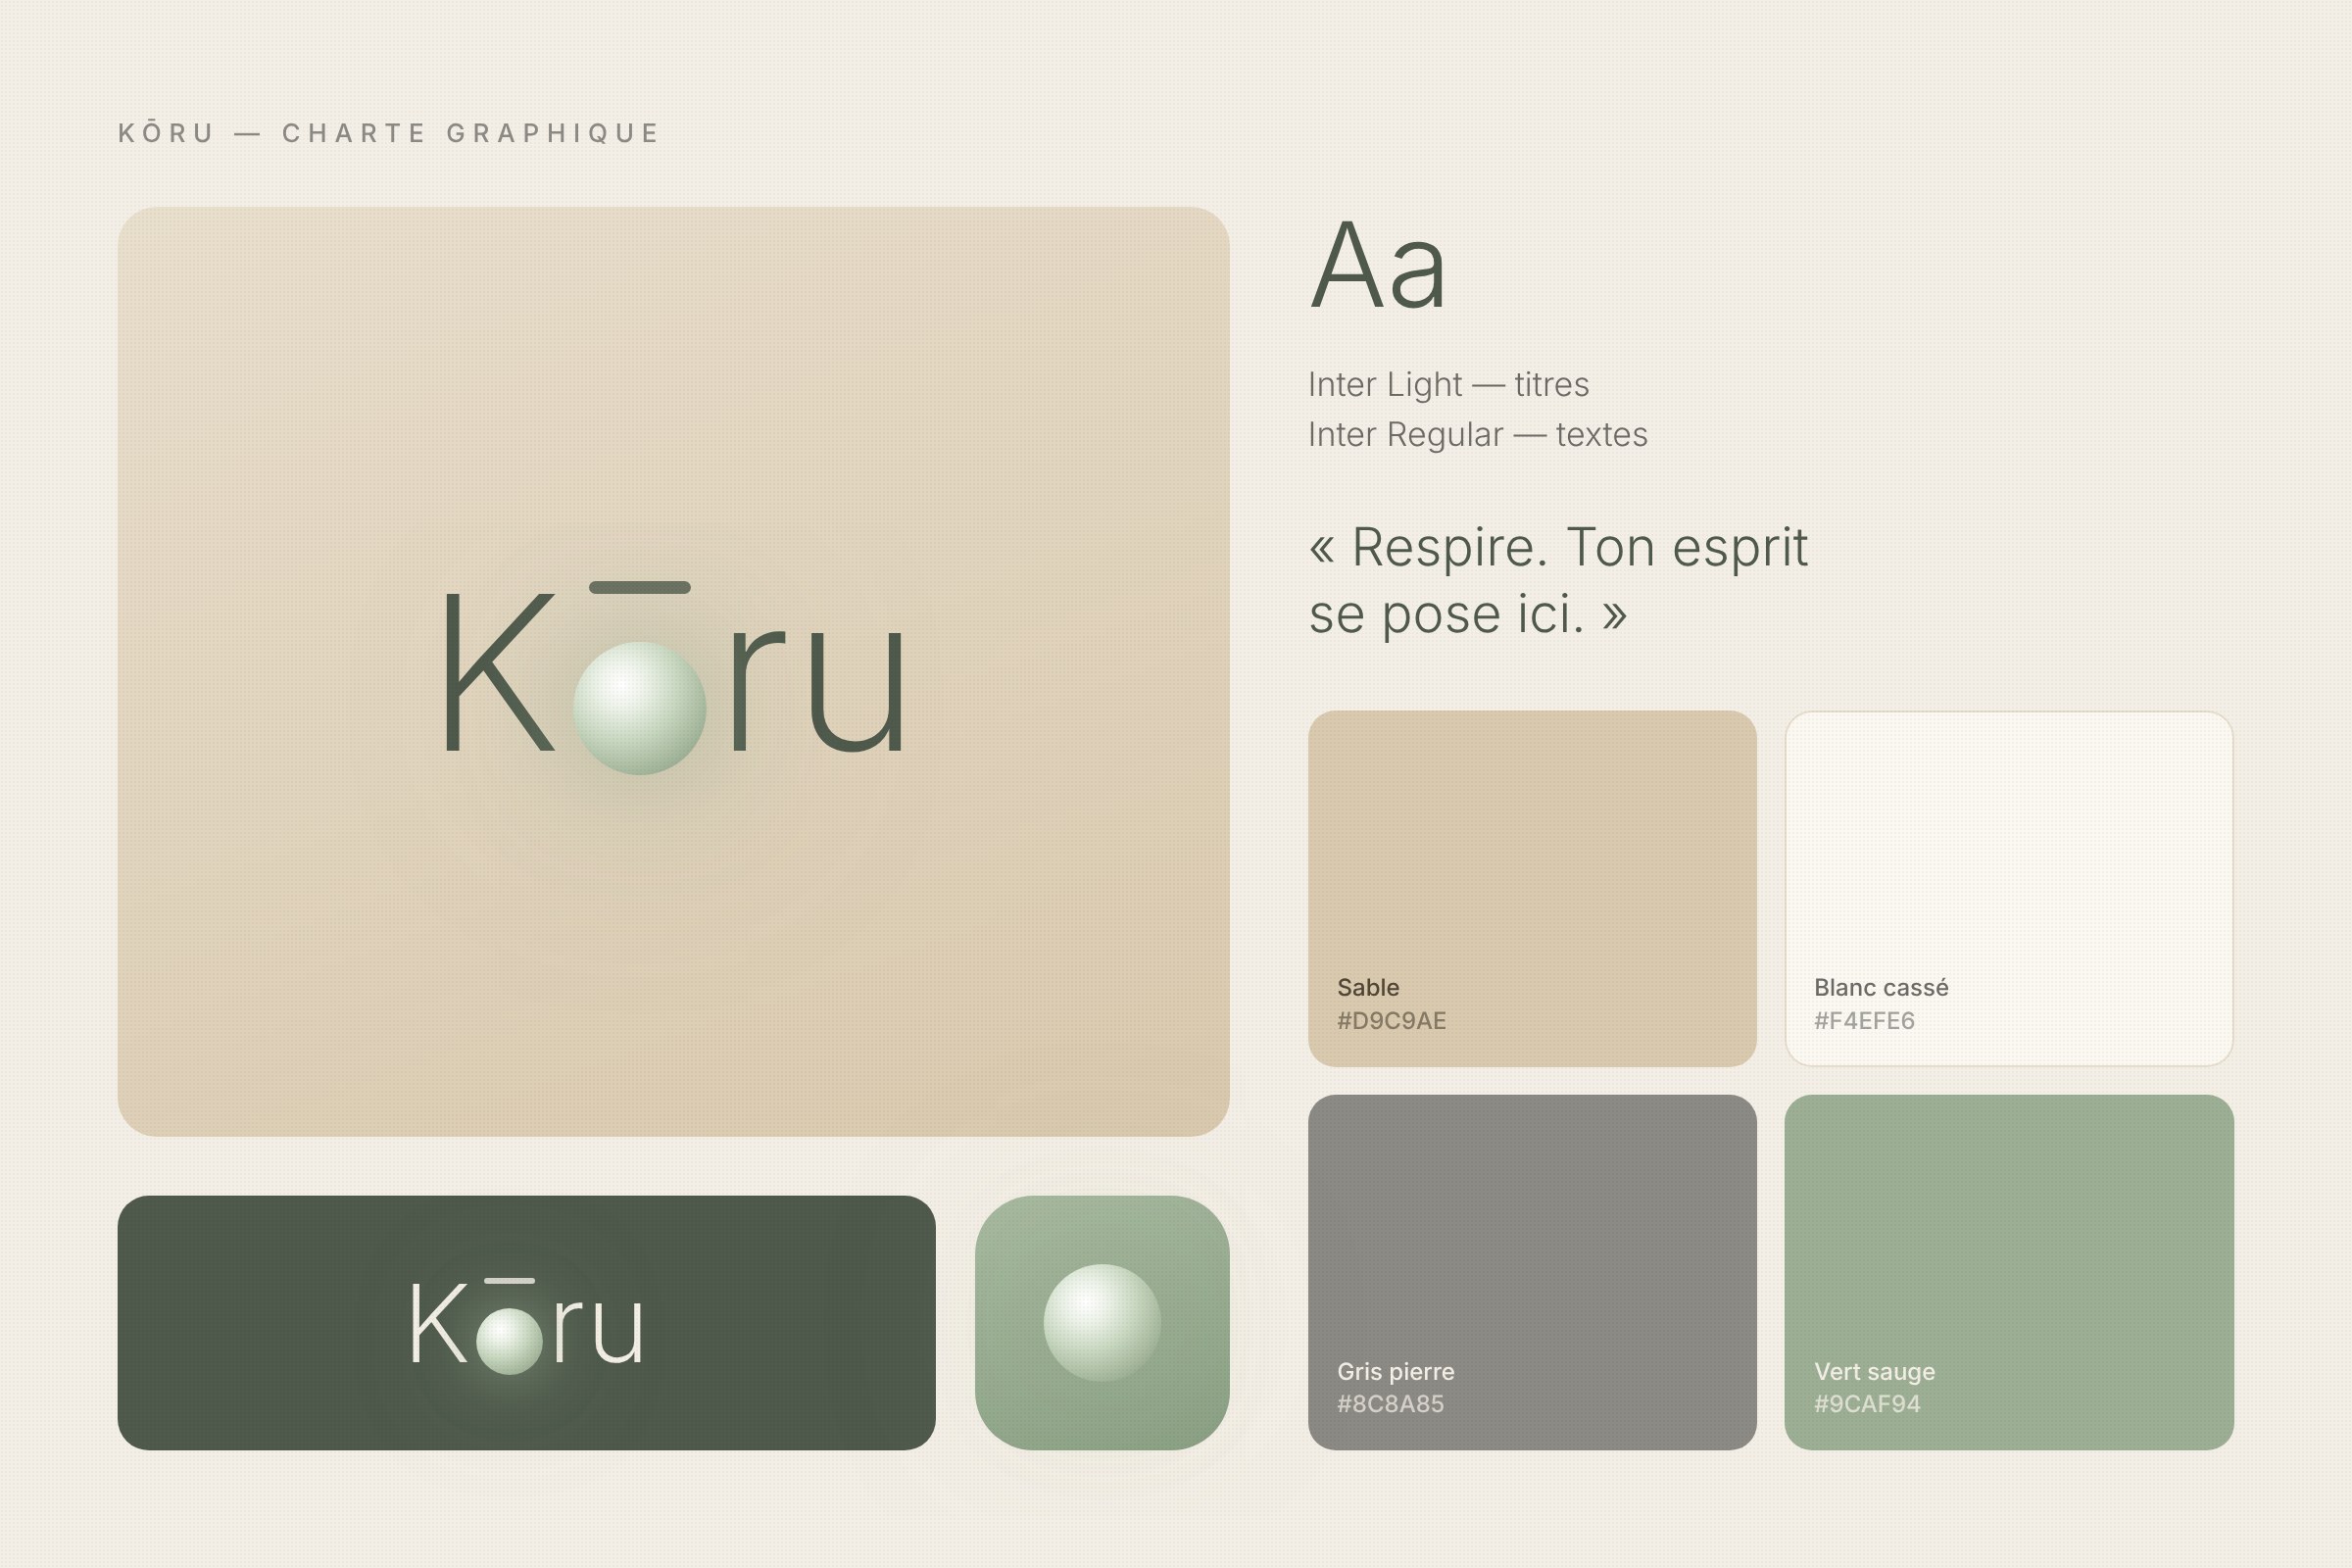 KŌRU — CHARTE GRAPHIQUE
Kōru
Aa
Inter Light — titres
Inter Regular — textes
« Respire. Ton esprit
se pose ici. »
Sable
#D9C9AE
Blanc cassé
#F4EFE6
Kōru
Gris pierre
#8C8A85
Vert sauge
#9CAF94